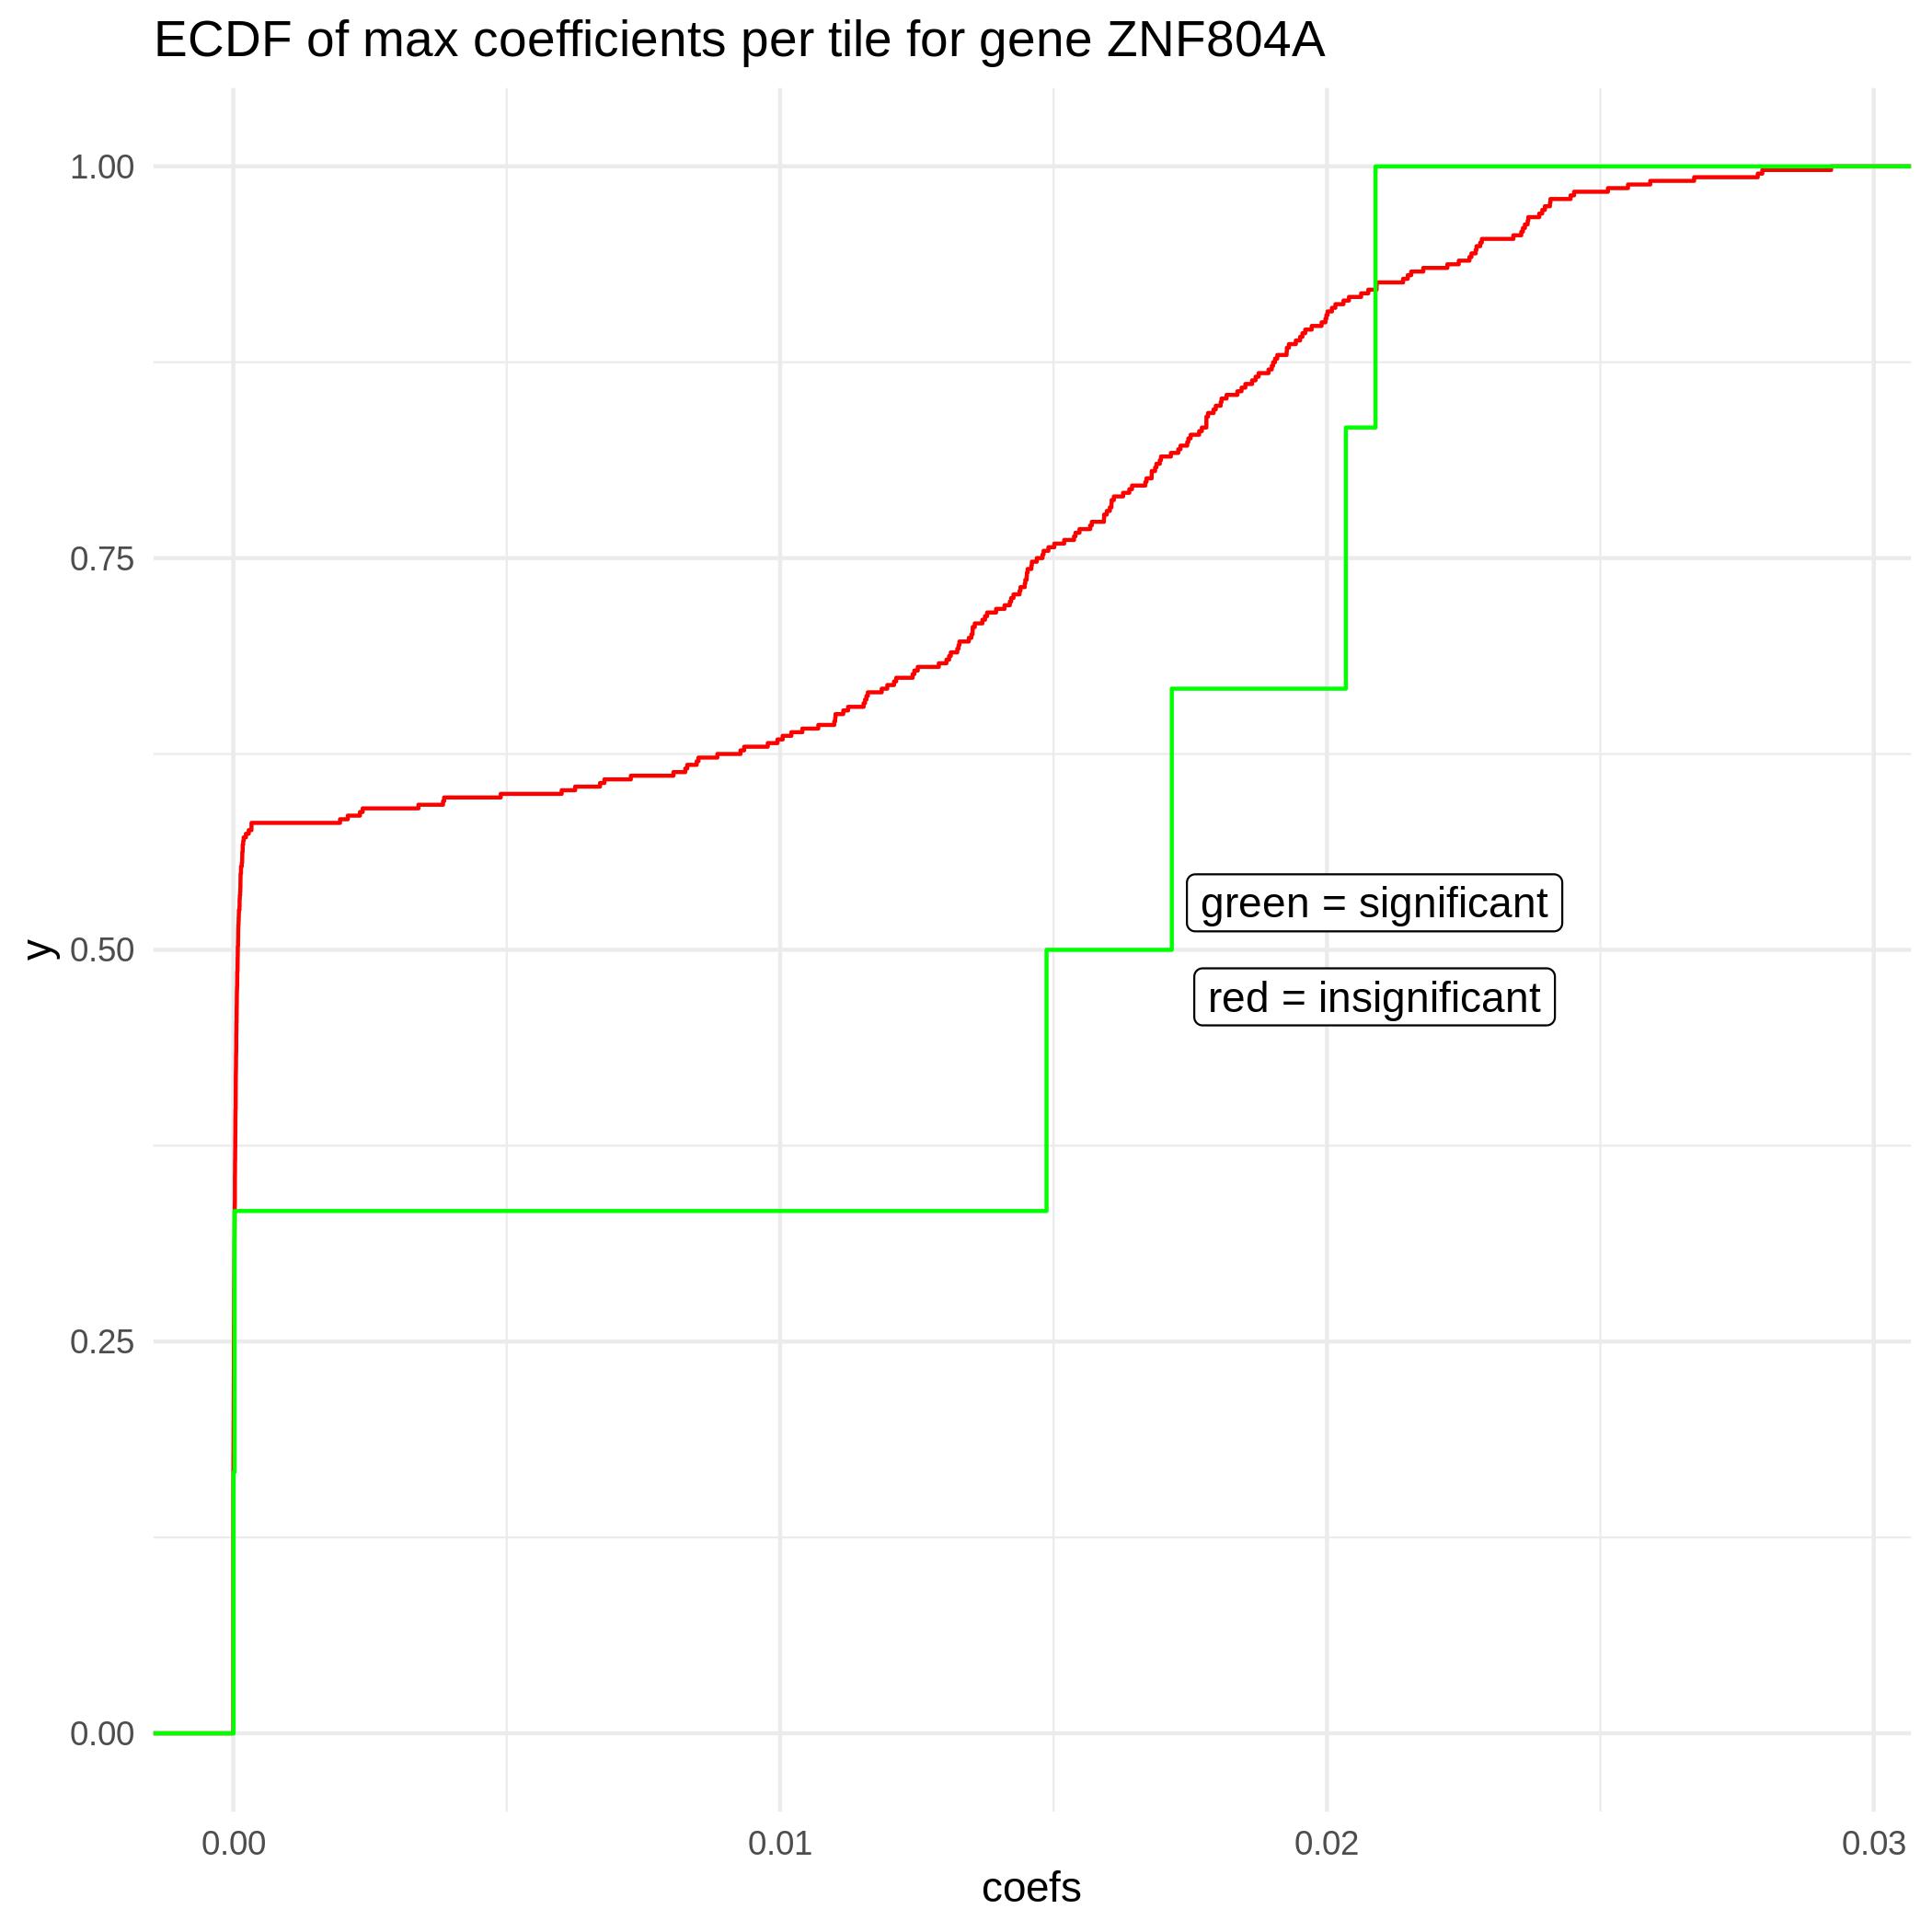 ECDF of max coefficients per tile for gene ZNF804A
1.00
0.75
0.50
0.25
0.00
y
green = significant
red = insignificant
0.00 0.01 0.02 0.03
coefs